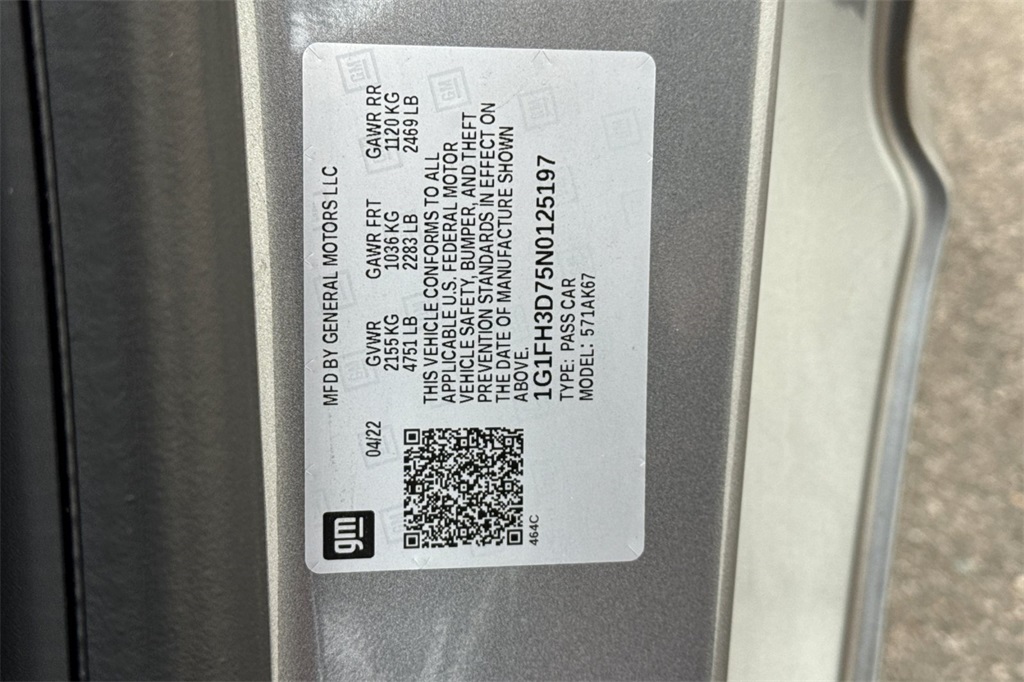 gm
MFD BY GENERAL MOTORS LLC
04/22
GVWR GAWR FRT GAWR RR
2155 KG 1036 KG 1120 KG
4751 LB 2283 LB 2469 LB
THIS VEHICLE CONFORMS TO ALL
APPLICABLE U.S. FEDERAL MOTOR
VEHICLE SAFETY, BUMPER, AND THEFT
PREVENTION STANDARDS IN EFFECT ON
THE DATE OF MANUFACTURE SHOWN
ABOVE.
1G1FH3D75N0125197
TYPE: PASS CAR
MODEL: 571AK67
464C